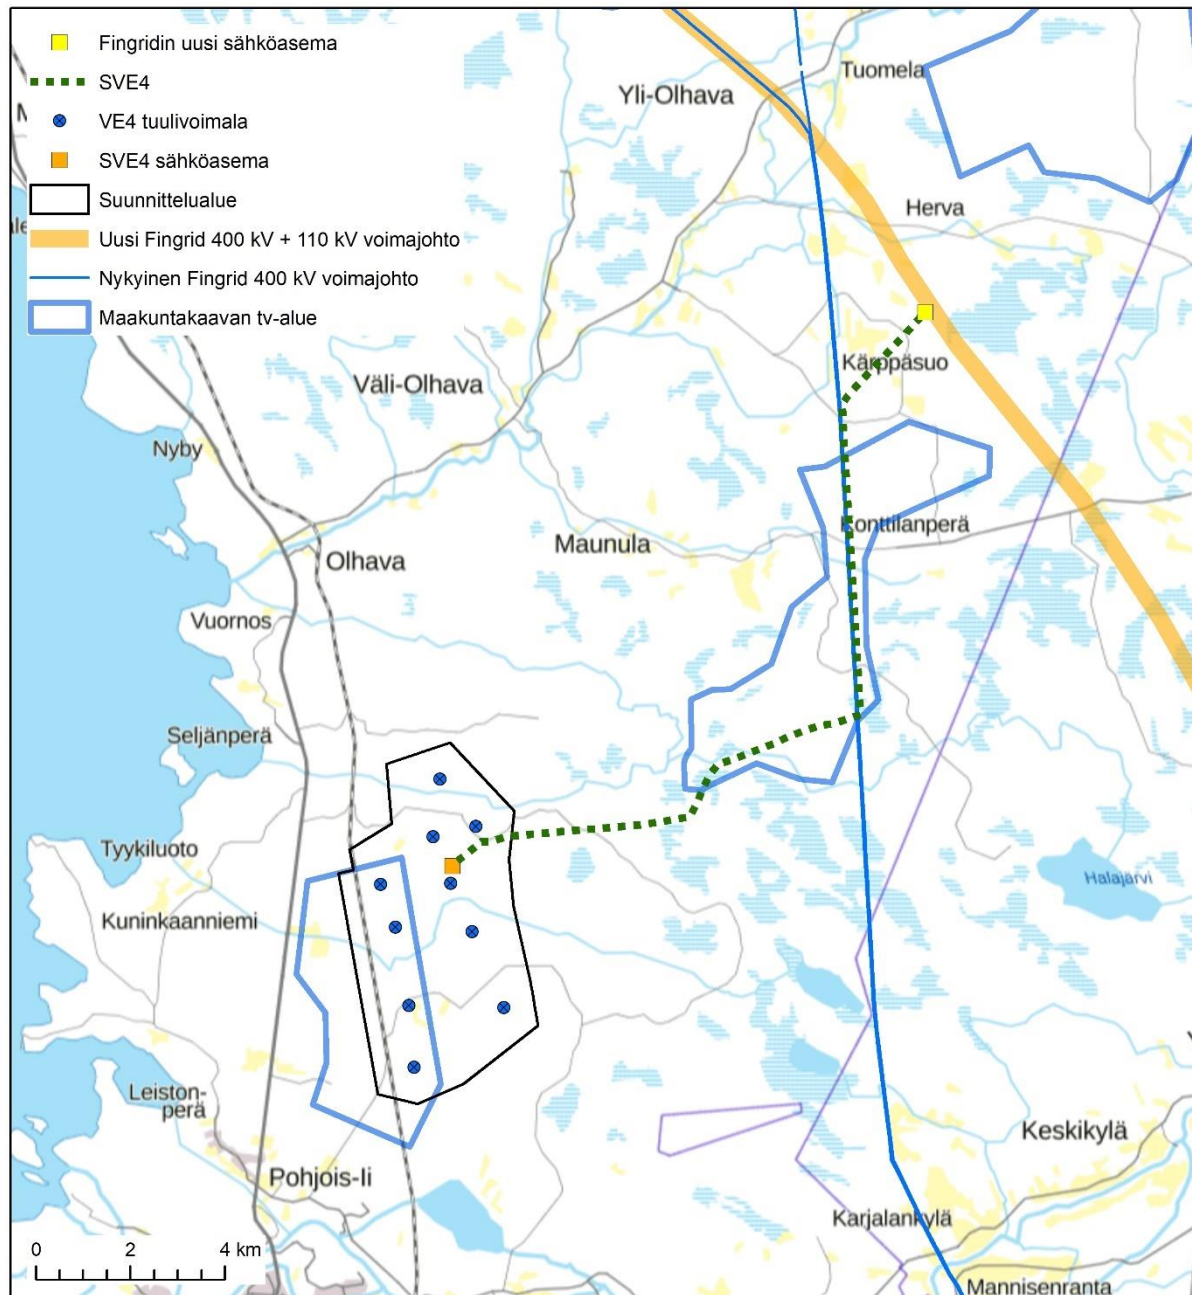 Fingridin uusi sähköasema
SVE4
VE4 tuulivoimala
SVE4 sähköasema
Suunnittelualue
Uusi Fingrid 400 kV + 110 kV voimajohto
Nykyinen Fingrid 400 kV voimajohto
Maakuntakaavan tv-alue
Tuomela
Yli-Olhava
Herva
Kärppäsuo
Väli-Olhava
Nyby
Konttilanperä
Maunula
Olhava
Vuornos
Seljänperä
Tyykiluoto
Halajärvi
Kuninkaanniemi
Leiston-
perä
Keskikylä
Pohjois-Ii
Karjalankylä
0 2 4 km
Mannisenranta